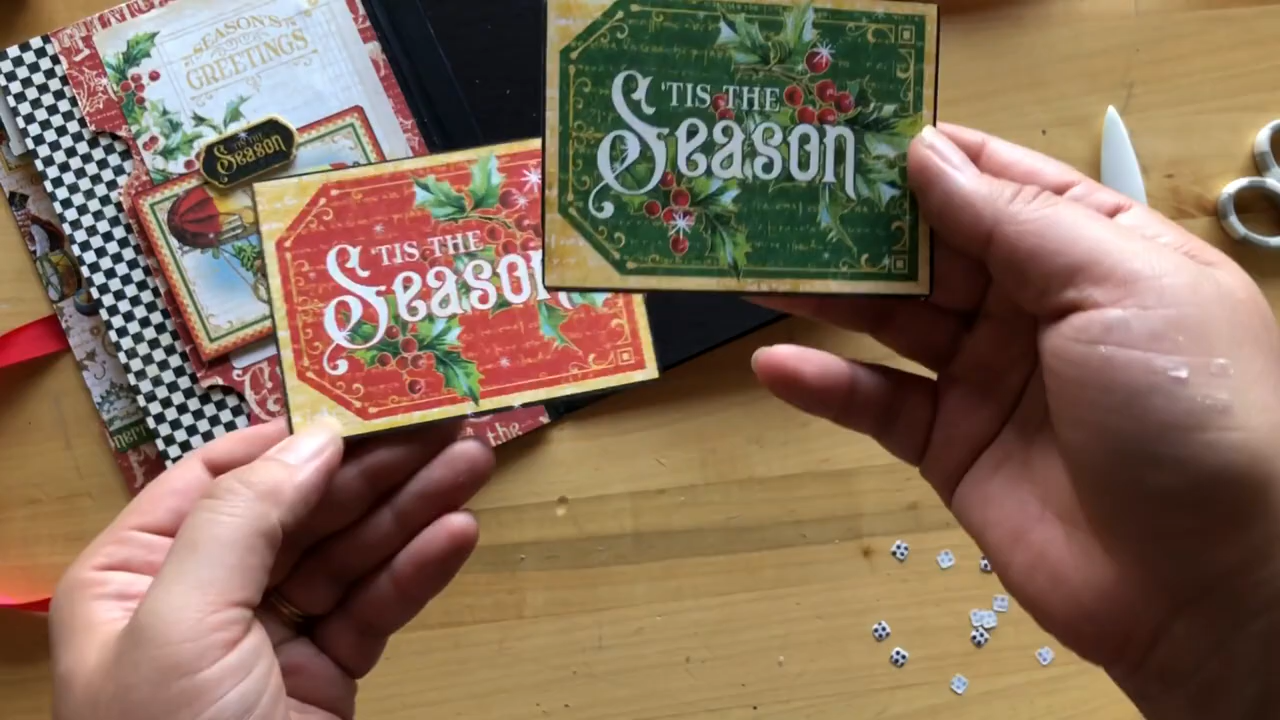 SEASON'S
GREETINGS
'TIS THE
Season
'TIS THE
Season
'TIS THE
Season
the